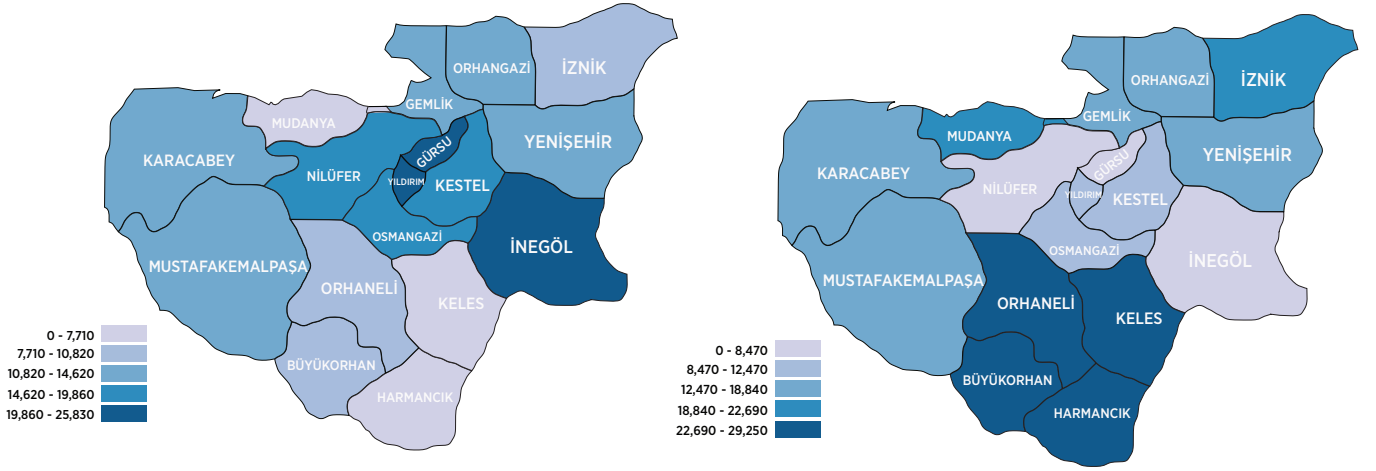 ORHANGAZİ
İZNİK
GEMLİK
MUDANYA
YENİŞEHİR
GÜRSU
KARACABEY
NİLÜFER
YILDIRIM
KESTEL
OSMANGAZİ
İNEGÖL
MUSTAFAKEMALPAŞA
ORHANELİ
KELES
BÜYÜKORHAN
HARMANCIK
0 - 7,710
7,710 - 10,820
10,820 - 14,620
14,620 - 19,860
19,860 - 25,830
ORHANGAZİ
İZNİK
GEMLİK
MUDANYA
YENİŞEHİR
GÜRSU
KARACABEY
NİLÜFER
YILDIRIM
KESTEL
OSMANGAZİ
İNEGÖL
MUSTAFAKEMALPAŞA
ORHANELİ
KELES
BÜYÜKORHAN
HARMANCIK
0 - 8,470
8,470 - 12,470
12,470 - 18,840
18,840 - 22,690
22,690 - 29,250